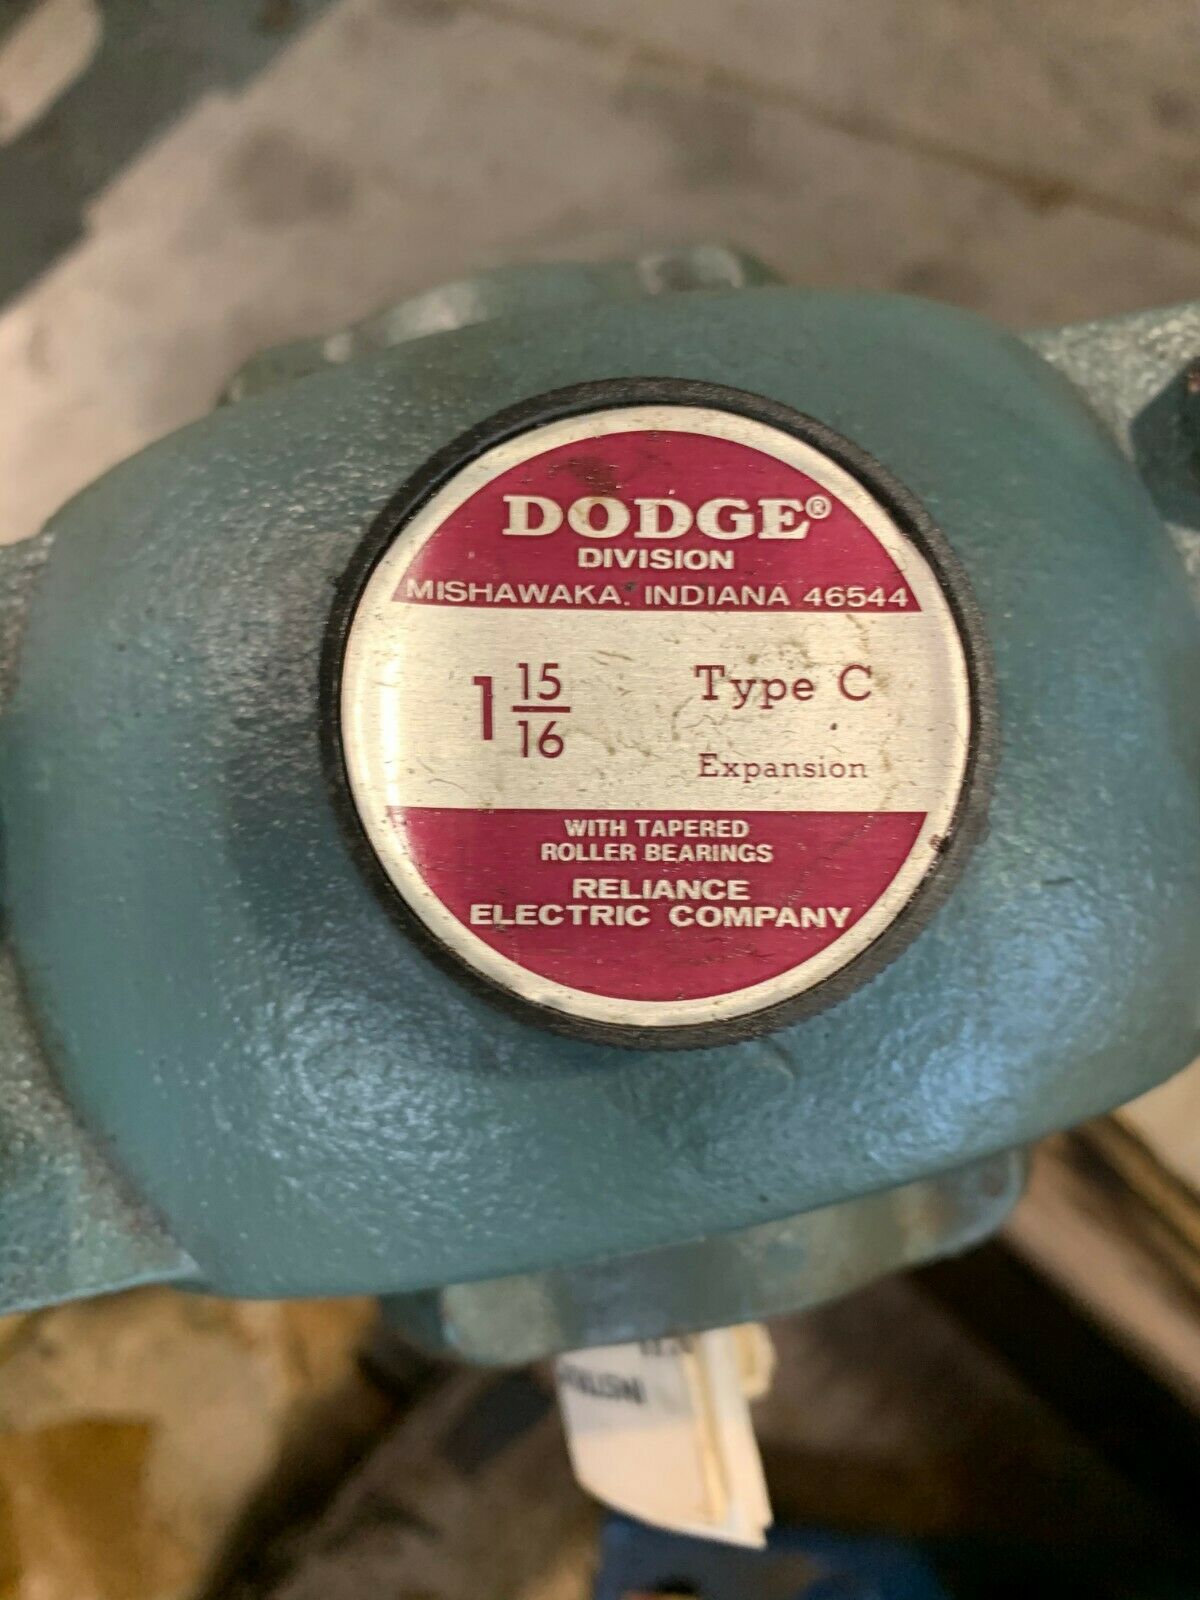 DODGE®
DIVISION
MISHAWAKA, INDIANA 46544
1 15/16 Type C
Expansion
WITH TAPERED
ROLLER BEARINGS
RELIANCE
ELECTRIC COMPANY